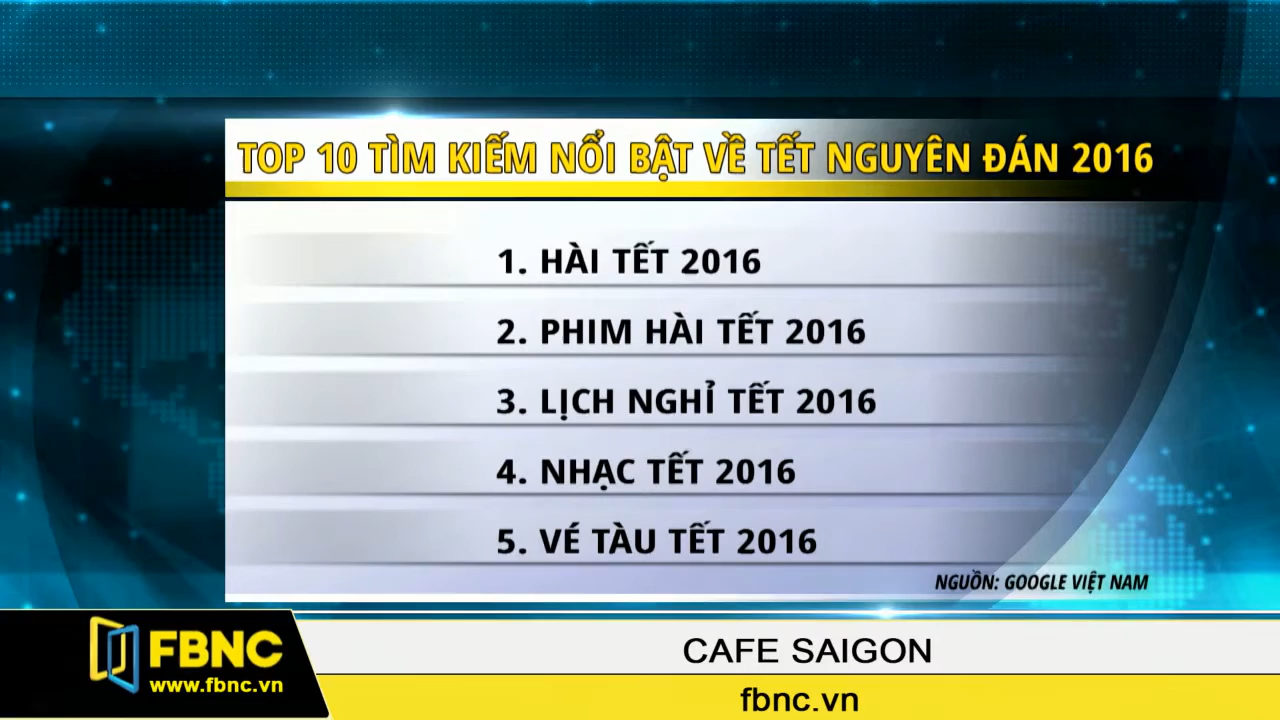 TOP 10 TÌM KIẾM NỔI BẬT VỀ TẾT NGUYÊN ĐÁN 2016
1. HÀI TẾT 2016
2. PHIM HÀI TẾT 2016
3. LỊCH NGHỈ TẾT 2016
4. NHẠC TẾT 2016
5. VÉ TÀU TẾT 2016
NGUỒN: GOOGLE VIỆT NAM
FBNC
www.fbnc.vn
CAFE SAIGON
fbnc.vn